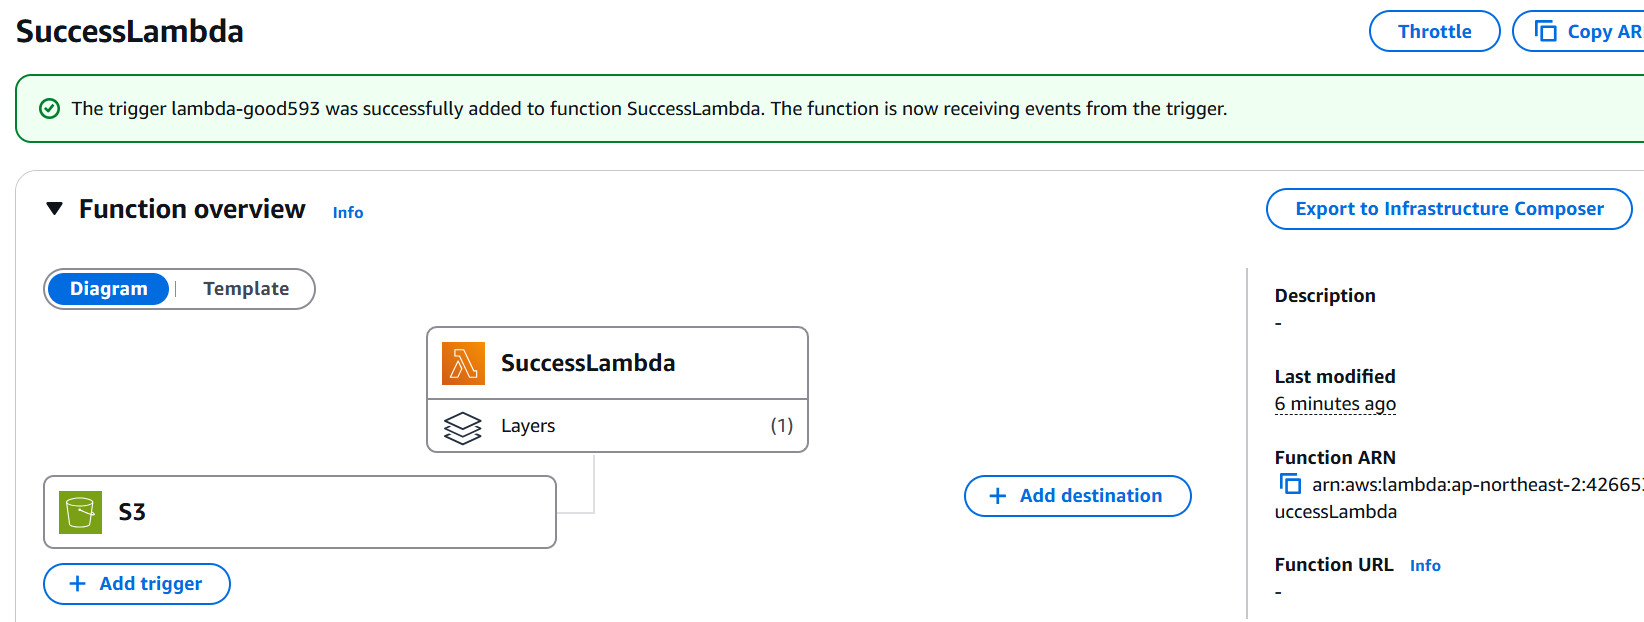 SuccessLambda
Throttle
Copy AR
The trigger lambda-good593 was successfully added to function SuccessLambda. The function is now receiving events from the trigger.
Function overview Info
Export to Infrastructure Composer
Diagram | Template
SuccessLambda
Layers (1)
S3
+ Add trigger
+ Add destination
Description
-
Last modified
6 minutes ago
Function ARN
arn:aws:lambda:ap-northeast-2:42665
uccessLambda
Function URL Info
-